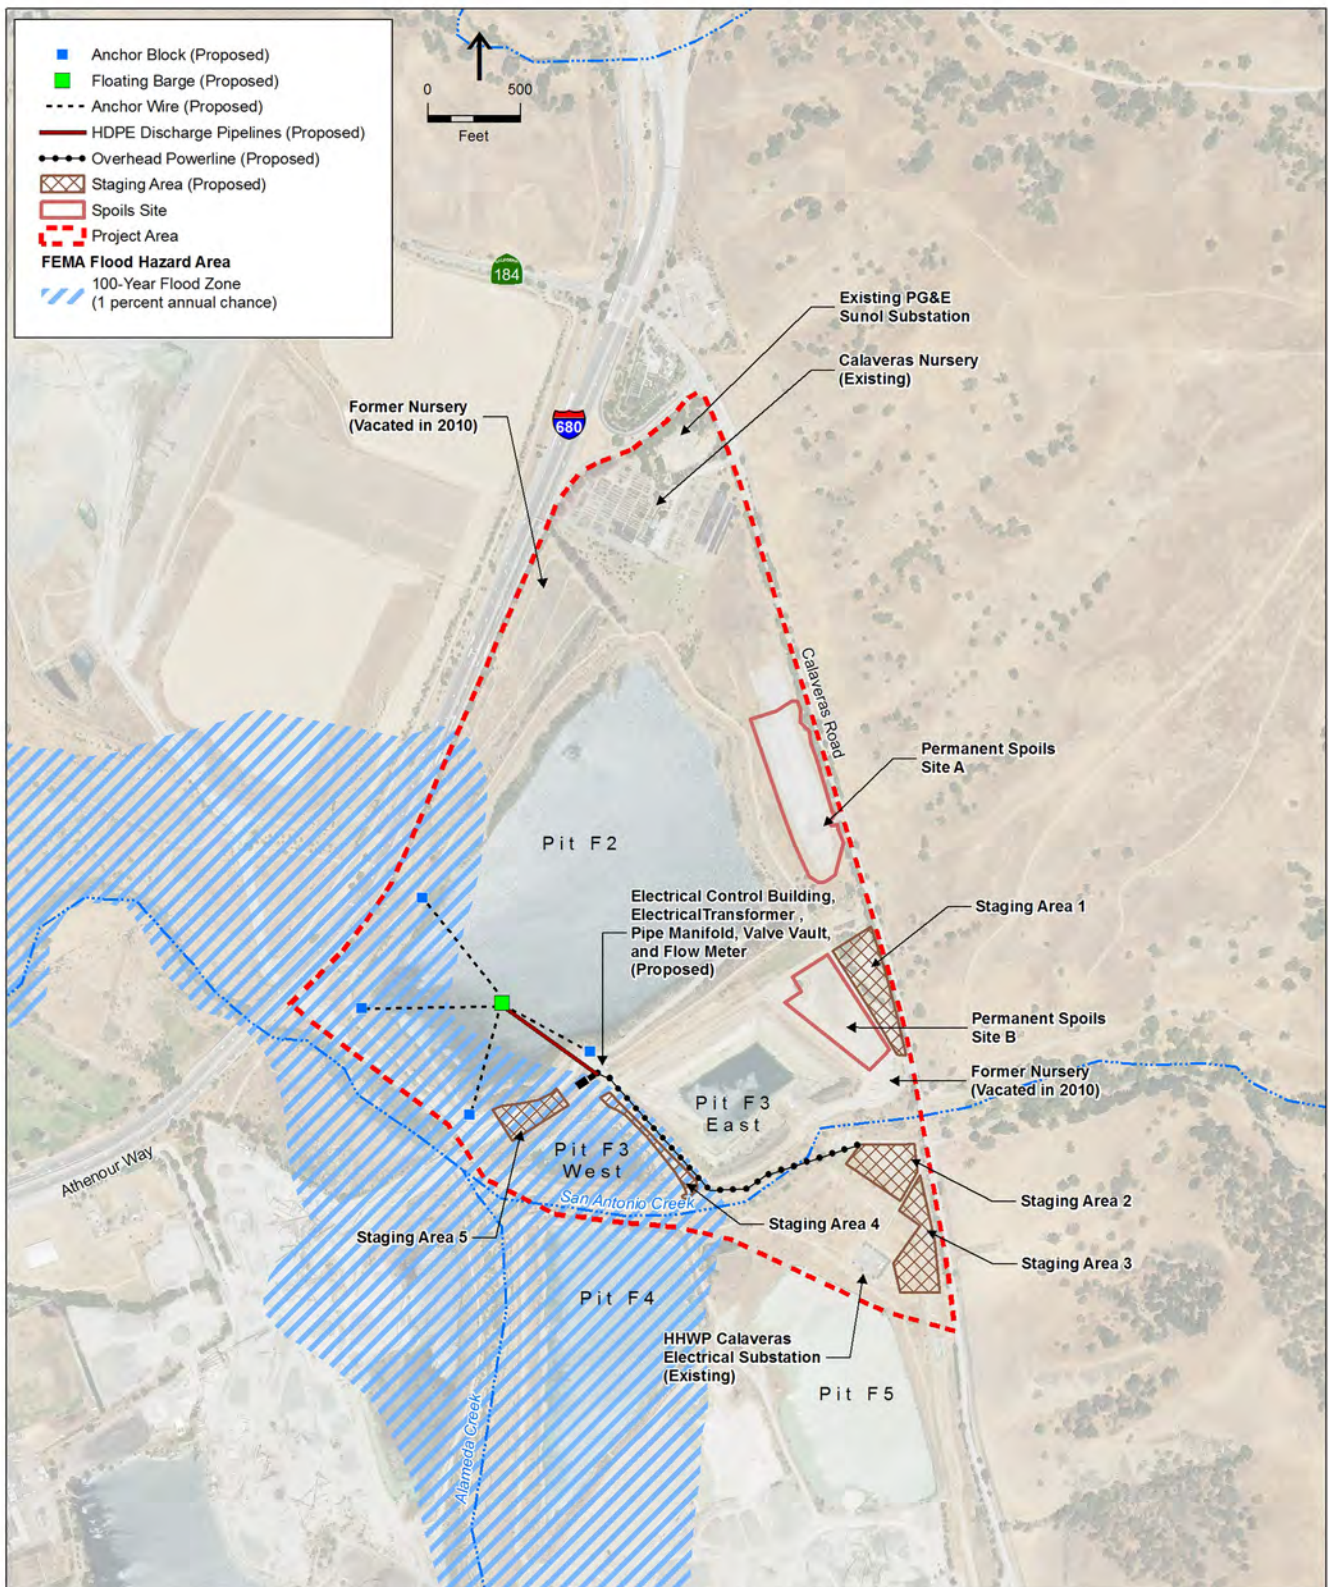 Anchor Block (Proposed)
Floating Barge (Proposed)
Anchor Wire (Proposed)
HDPE Discharge Pipelines (Proposed)
Overhead Powerline (Proposed)
Staging Area (Proposed)
Spoils Site
Project Area
FEMA Flood Hazard Area
100-Year Flood Zone
(1 percent annual chance)
0 500
Feet
184
Existing PG&E
Sunol Substation
Calaveras Nursery
(Existing)
Former Nursery
(Vacated in 2010)
680
Calaveras Road
Permanent Spoils
Site A
Pit F2
Electrical Control Building,
ElectricalTransformer ,
Pipe Manifold, Valve Vault,
and Flow Meter
(Proposed)
Staging Area 1
Permanent Spoils
Site B
Former Nursery
(Vacated in 2010)
Pit F3
East
Pit F3
West
Athenour Way
San Antonio Creek
Staging Area 2
Staging Area 4
Staging Area 5
Staging Area 3
Pit F4
HHWP Calaveras
Electrical Substation
(Existing)
Pit F5
Alameda Creek